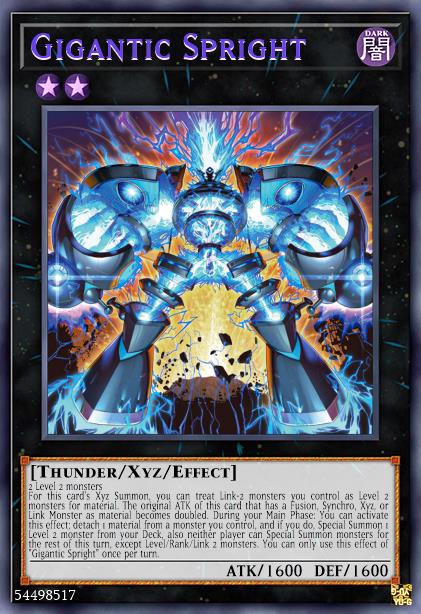 GIGANTIC SPRIGHT
DARK
闇
[THUNDER/XYZ/EFFECT]
2 Level 2 monsters
For this card's Xyz Summon, you can treat Link-2 monsters you control as Level 2
monsters for material. The original ATK of this card that has a Fusion, Synchro, Xyz, or
Link Monster as material becomes doubled. During your Main Phase: You can activate
this effect; detach 1 material from a monster you control, and if you do, Special Summon 1
Level 2 monster from your Deck, also neither player can Special Summon monsters for
the rest of this turn, except Level/Rank/Link 2 monsters. You can only use this effect of
"Gigantic Spright" once per turn.
ATK/1600 DEF/1600
54498517